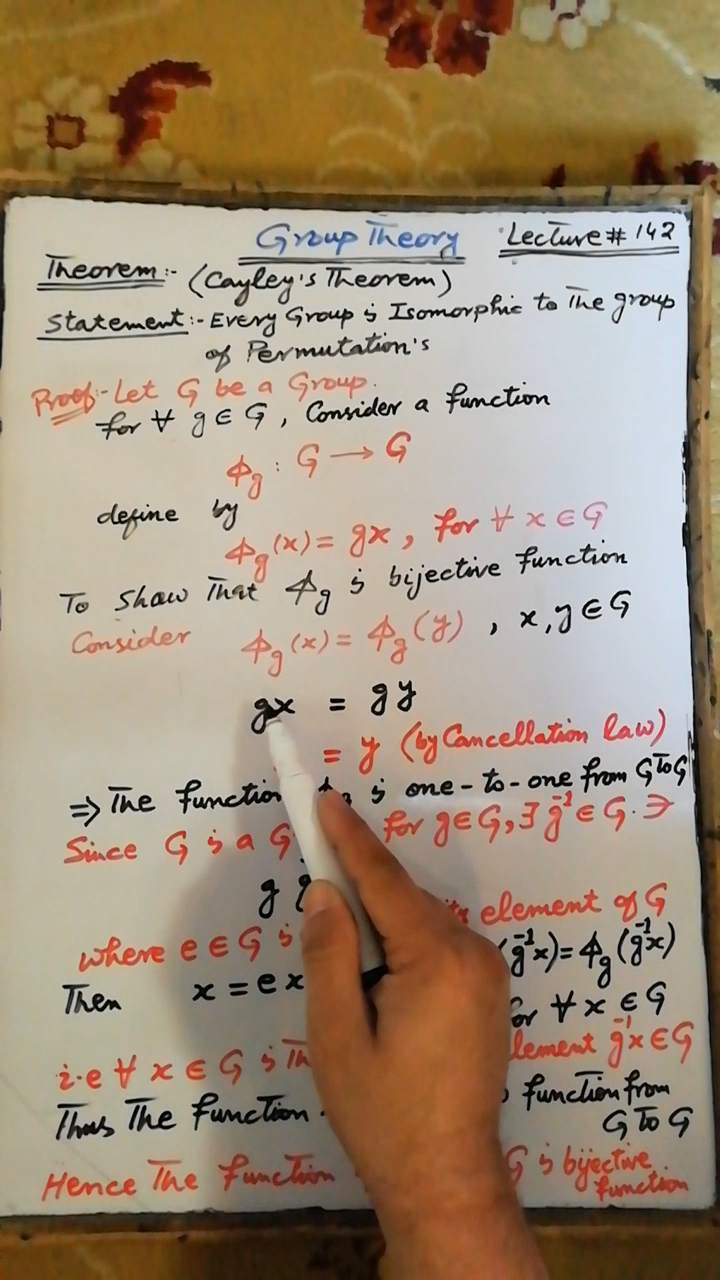 Group Theory Lecture # 142
Theorem:- (Cayley's Theorem)
Statement:- Every Group is Isomorphic to The group
of Permutation's
Proof:- Let G be a Group.
for ∀ g ∈ G, Consider a function
Φg : G → G
define by
Φg(x) = gx, for ∀ x ∈ G
To Show That Φg is bijective function
Consider Φg(x) = Φg(y), x, y ∈ G
gx = gy
= y (by Cancellation law)
⇒ The function is one-to-one from G To G
Since G is a G for g ∈ G, ∃ g⁻¹ ∈ G ∋
g g
where e ∈ G is element of G
Then x = ex (g⁻¹x) = Φg(g⁻¹x)
for ∀ x ∈ G
i.e ∀ x ∈ G is element g⁻¹x ∈ G
Thus The function function from
G To G
Hence The function G is bijective
function